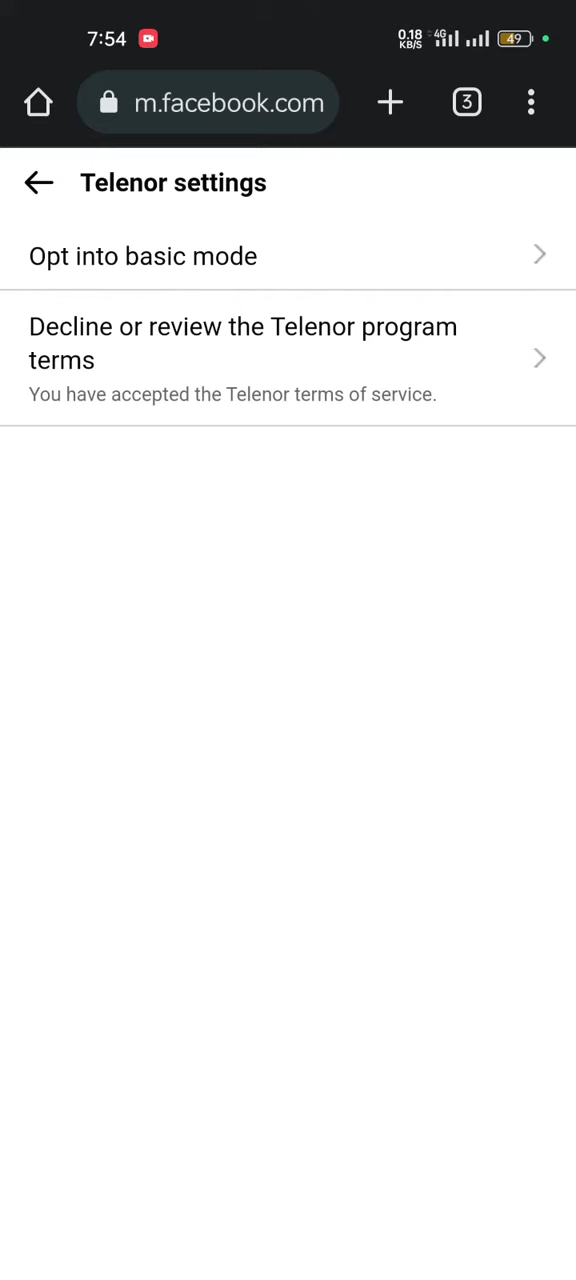 7:54
0.18 KB/S 4G 49
m.facebook.com
3
Telenor settings
Opt into basic mode
Decline or review the Telenor program
terms
You have accepted the Telenor terms of service.